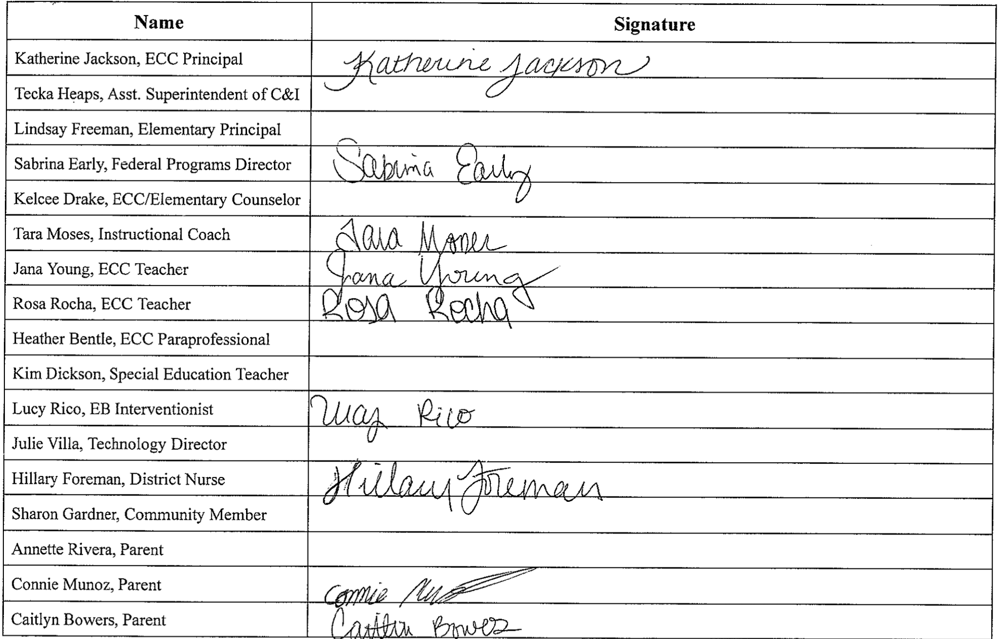 Name Signature
Katherine Jackson, ECC Principal Katherine Jackson
Tecka Heaps, Asst. Superintendent of C&I
Lindsay Freeman, Elementary Principal
Sabrina Early, Federal Programs Director Sabrina Early
Kelcee Drake, ECC/Elementary Counselor
Tara Moses, Instructional Coach Tara Moses
Jana Young, ECC Teacher Jana Young
Rosa Rocha, ECC Teacher Rosa Rocha
Heather Bentle, ECC Paraprofessional
Kim Dickson, Special Education Teacher
Lucy Rico, EB Interventionist Rico
Julie Villa, Technology Director
Hillary Foreman, District Nurse Hillary Foreman
Sharon Gardner, Community Member
Annette Rivera, Parent
Connie Munoz, Parent Connie
Caitlyn Bowers, Parent Bowers